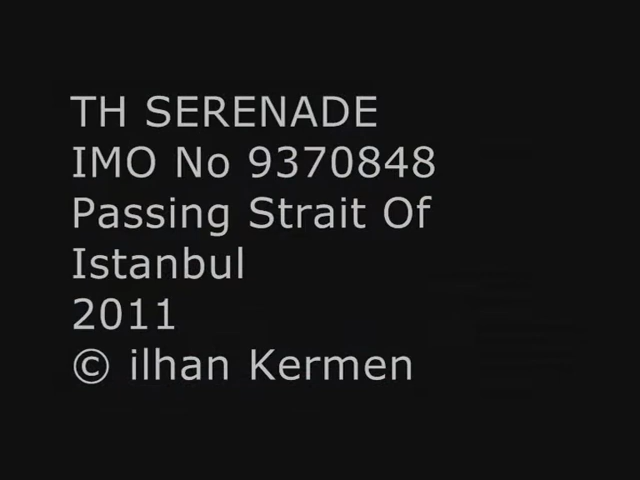 TH SERENADE
IMO No 9370848
Passing Strait Of
Istanbul
2011
© ilhan Kermen